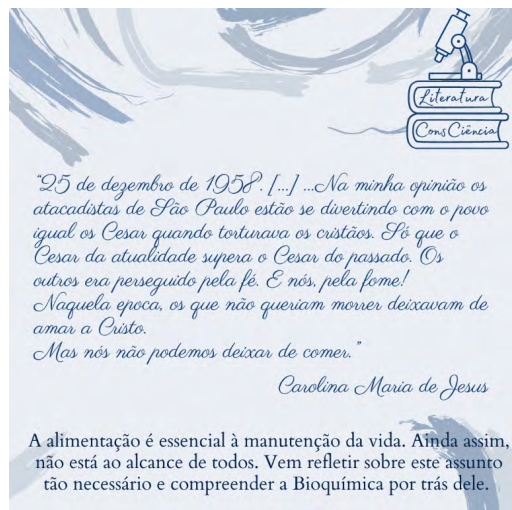 Literatura
ConsCiência
"25 de dezembro de 1958. [...] ...Na minha opinião os
atacadistas de São Paulo estão se divertindo com o povo
igual os Cesar quando torturava os cristãos. Só que o
Cesar da atualidade supera o Cesar do passado. Os
outros era perseguido pela fé. E nós, pela fome!
Naquela epoca, os que não queriam morrer deixavam de
amar a Cristo.
Mas nós não podemos deixar de comer."
Carolina Maria de Jesus
A alimentação é essencial à manutenção da vida. Ainda assim,
não está ao alcance de todos. Vem refletir sobre este assunto
tão necessário e compreender a Bioquímica por trás dele.